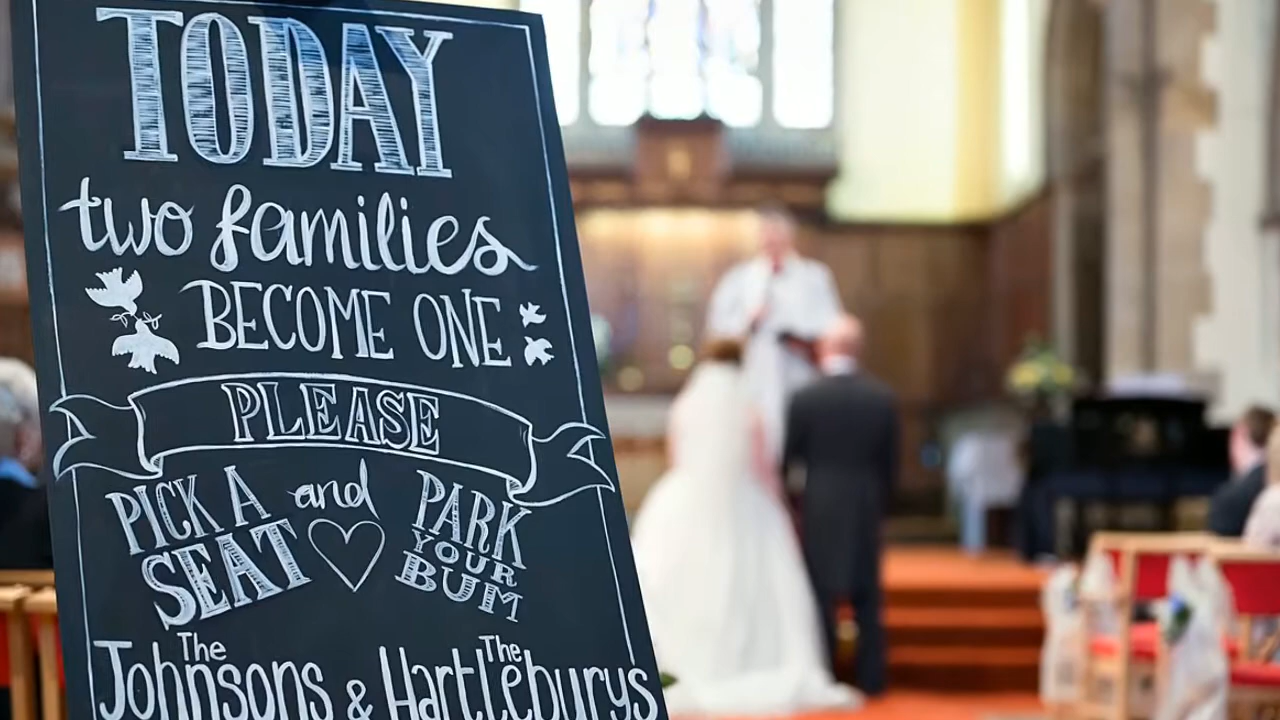 TODAY
two families
BECOME ONE
PLEASE
PICK A SEAT and PARK YOUR BUM
The Johnsons & The Hartleburys